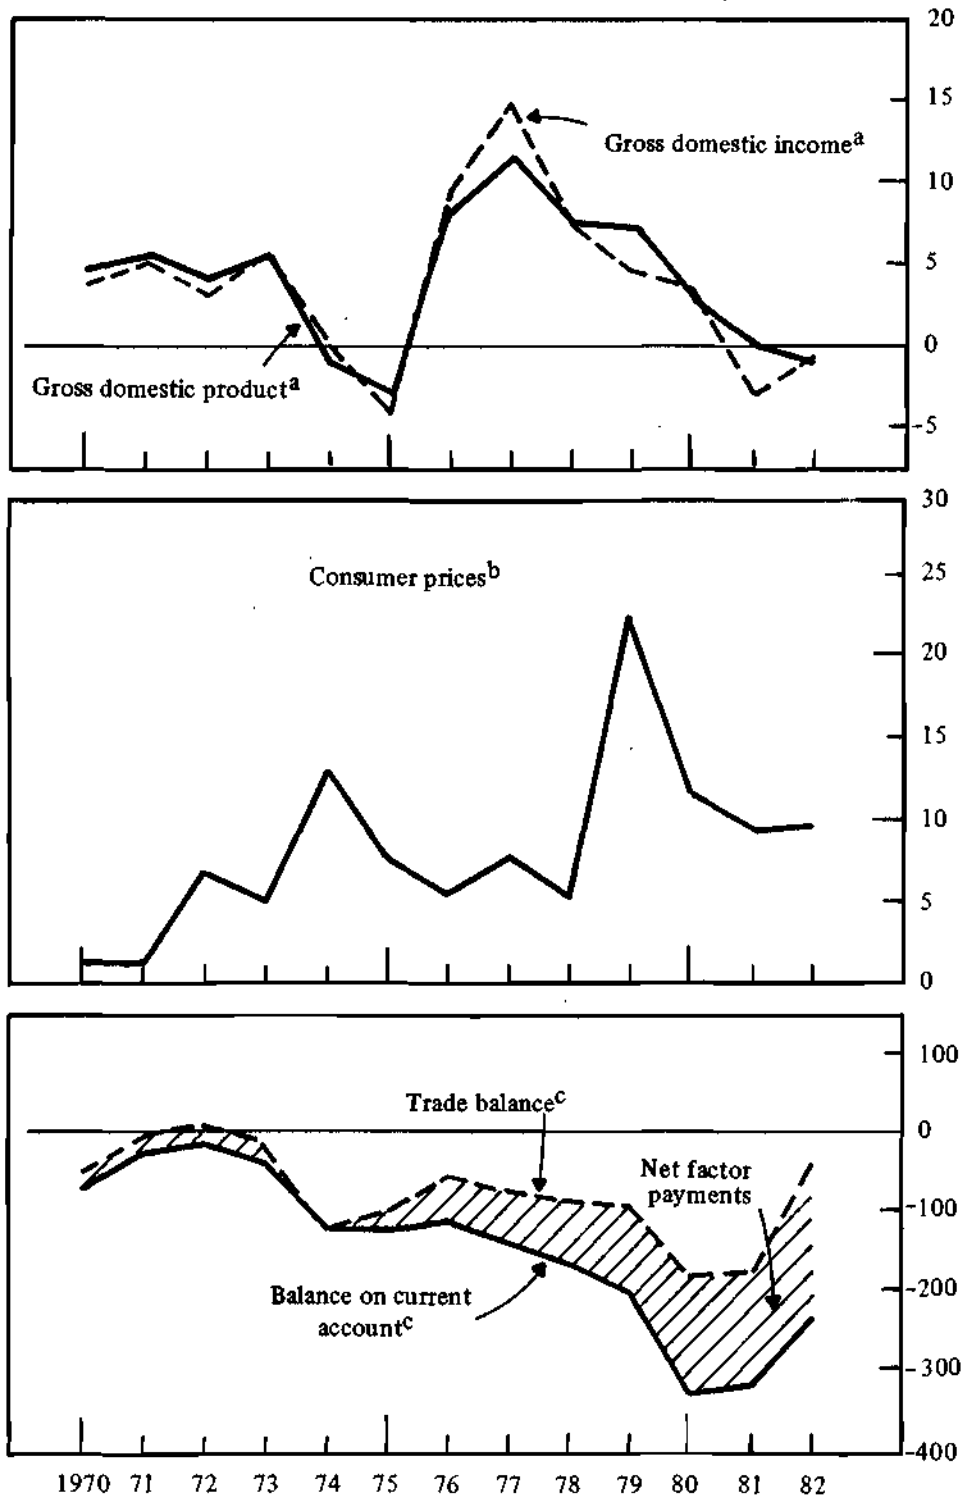 20
15
Gross domestic incomeᵃ
10
5
0
Gross domestic productᵃ
-5
30
Consumer pricesᵇ
25
20
15
10
5
0
100
Trade balanceᶜ
0
Net factor
payments
-100
-200
Balance on current
accountᶜ
-300
-400
1970 71 72 73 74 75 76 77 78 79 80 81 82